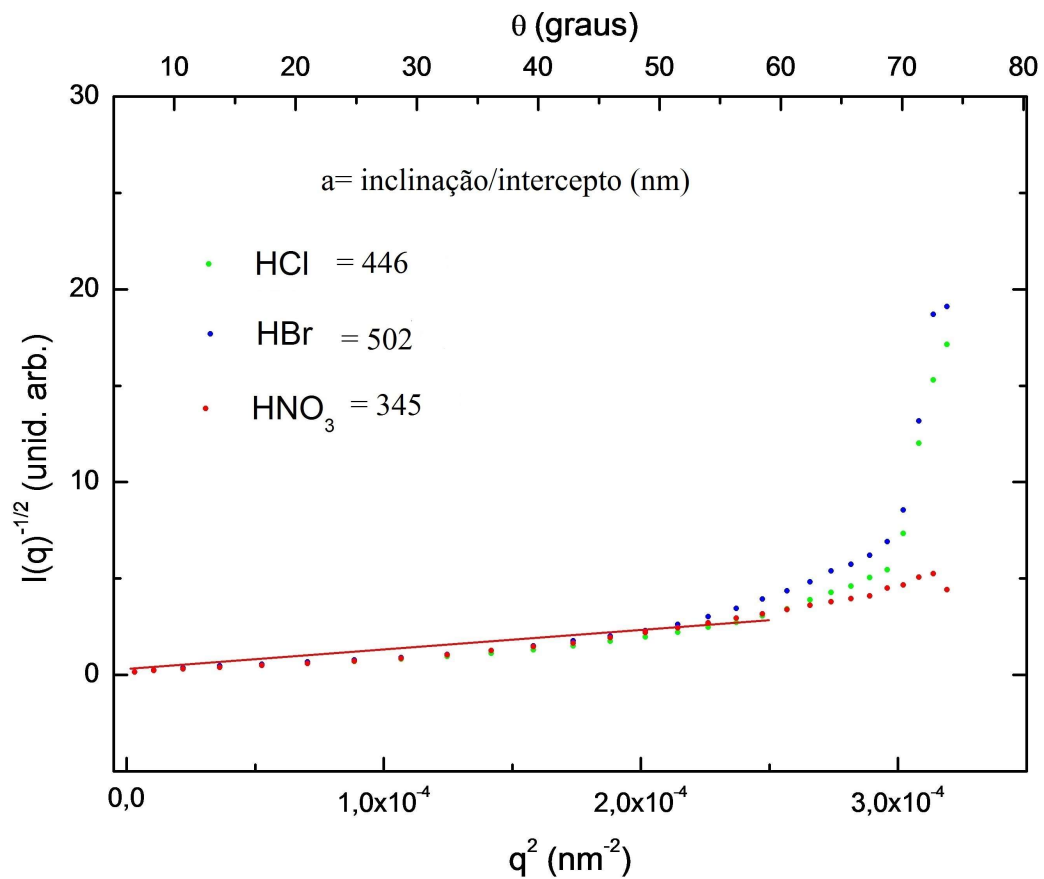 θ (graus)
10 20 30 40 50 60 70 80
30
a= inclinação/intercepto (nm)
HCl = 446
20
HBr = 502
HNO₃ = 345
I(q)⁻¹/² (unid. arb.)
10
0
0,0 1,0x10⁻⁴ 2,0x10⁻⁴ 3,0x10⁻⁴
q² (nm⁻²)